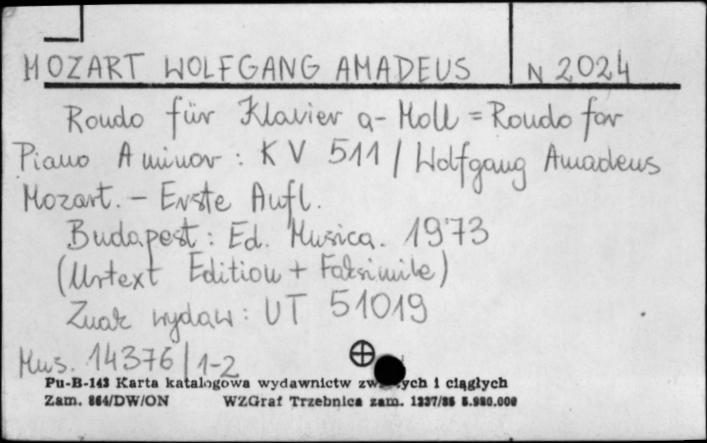 MOZART WOLFGANG AMADEUS N 2024
Rondo für Klavier a-Moll = Rondo for
Piano A minor : KV 511 / Wolfgang Amadeus
Mozart. - Erste Aufl.
Budapest : Ed. Musica. 1973
(Urtext Edition + Faksimile)
Znak wydaw: UT 51019
Mus. 14376/1-2
Pu-B-143 Karta katalogowa wydawnictw i ciągłych
Zam. 864/DW/ON WZGraf Trzebnica zam.